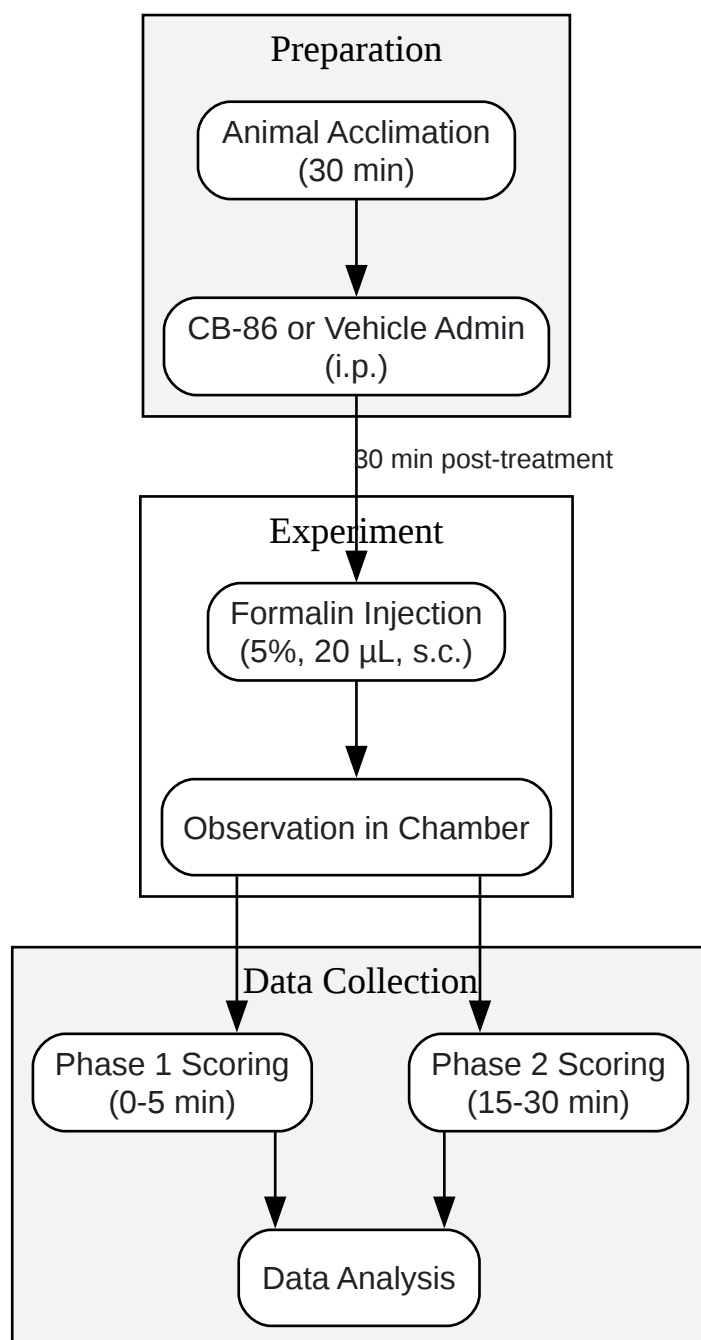 Preparation
Animal Acclimation
(30 min)
CB-86 or Vehicle Admin
(i.p.)
30 min post-treatment
Experiment
Formalin Injection
(5%, 20 µL, s.c.)
Observation in Chamber
Data Collection
Phase 1 Scoring
(0-5 min)
Phase 2 Scoring
(15-30 min)
Data Analysis